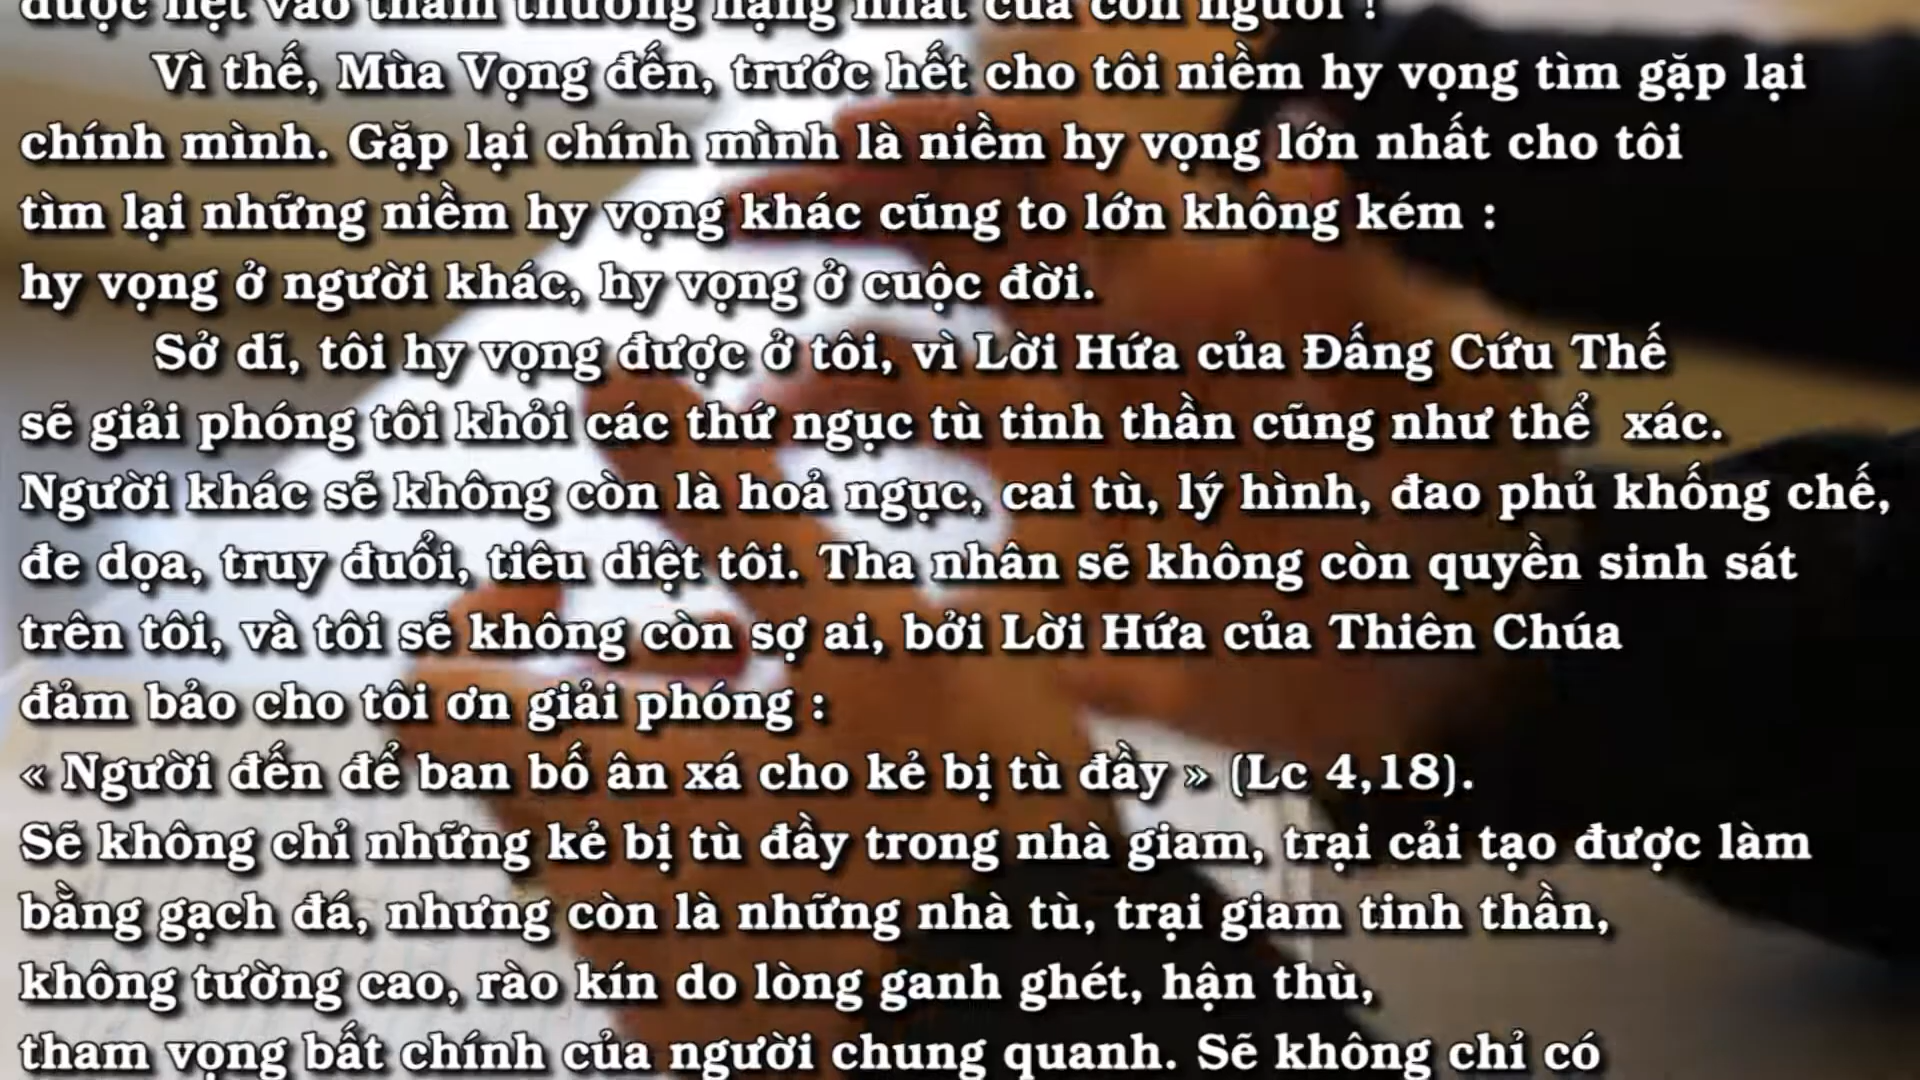 được liệt vào thảm thương hạng nhất của con người !
Vì thế, Mùa Vọng đến, trước hết cho tôi niềm hy vọng tìm gặp lại
chính mình. Gặp lại chính mình là niềm hy vọng lớn nhất cho tôi
tìm lại những niềm hy vọng khác cũng to lớn không kém :
hy vọng ở người khác, hy vọng ở cuộc đời.
Sở dĩ, tôi hy vọng được ở tôi, vì Lời Hứa của Đấng Cứu Thế
sẽ giải phóng tôi khỏi các thứ ngục tù tinh thần cũng như thể xác.
Người khác sẽ không còn là hoả ngục, cai tù, lý hình, đao phủ khống chế,
đe dọa, truy đuổi, tiêu diệt tôi. Tha nhân sẽ không còn quyền sinh sát
trên tôi, và tôi sẽ không còn sợ ai, bởi Lời Hứa của Thiên Chúa
đảm bảo cho tôi ơn giải phóng :
« Người đến để ban bố ân xá cho kẻ bị tù đầy » (Lc 4,18).
Sẽ không chỉ những kẻ bị tù đầy trong nhà giam, trại cải tạo được làm
bằng gạch đá, nhưng còn là những nhà tù, trại giam tinh thần,
không tường cao, rào kín do lòng ganh ghét, hận thù,
tham vọng bất chính của người chung quanh. Sẽ không chỉ có